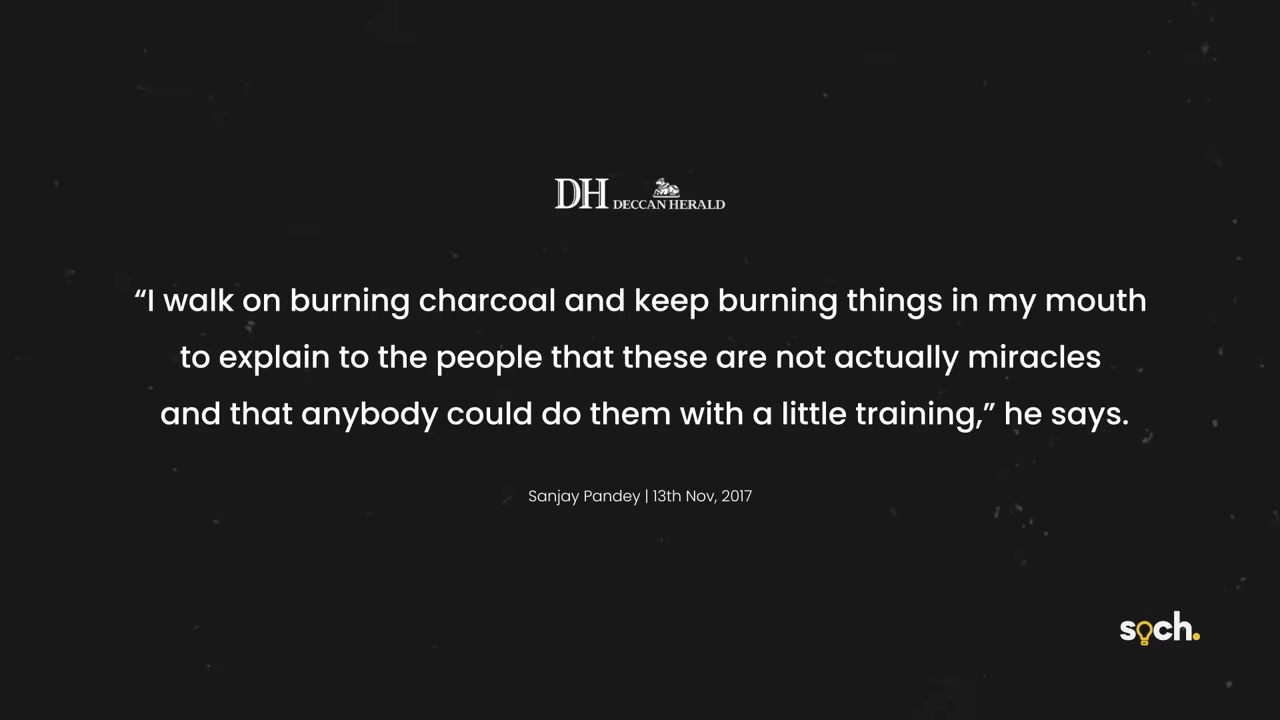 DH DECCAN HERALD
“I walk on burning charcoal and keep burning things in my mouth
to explain to the people that these are not actually miracles
and that anybody could do them with a little training,” he says.
Sanjay Pandey | 13th Nov, 2017
soch.